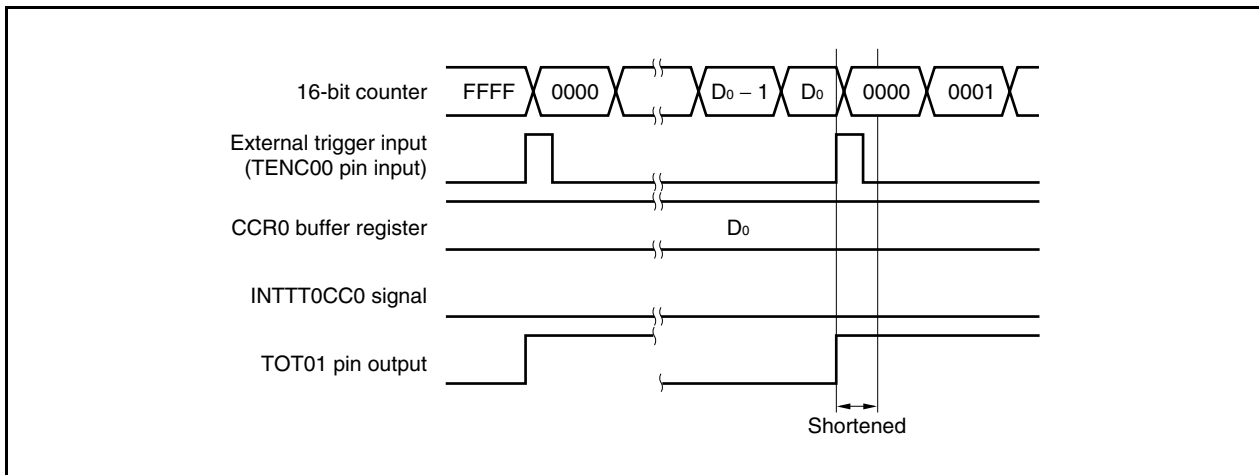 16-bit counter FFFF 0000 D0 − 1 D0 0000 0001
External trigger input
(TENC00 pin input)
CCR0 buffer register D0
INTTT0CC0 signal
TOT01 pin output
Shortened